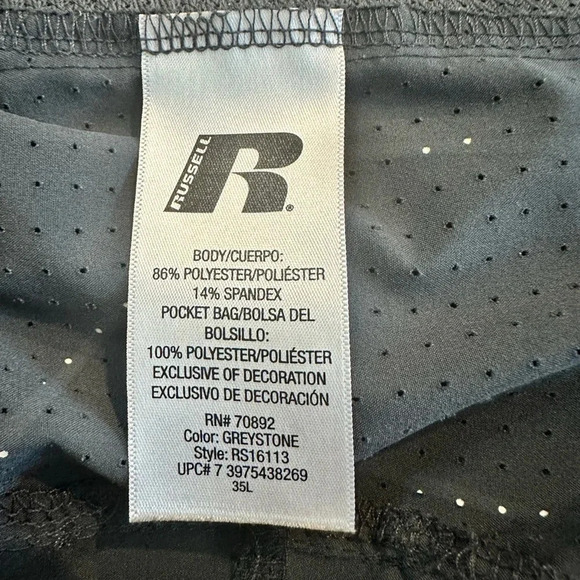 RUSSELL
R®
BODY/CUERPO:
86% POLYESTER/POLIÉSTER
14% SPANDEX
POCKET BAG/BOLSA DEL
BOLSILLO:
100% POLYESTER/POLIÉSTER
EXCLUSIVE OF DECORATION
EXCLUSIVO DE DECORACIÓN
RN# 70892
Color: GREYSTONE
Style: RS16113
UPC# 7 3975438269
35L